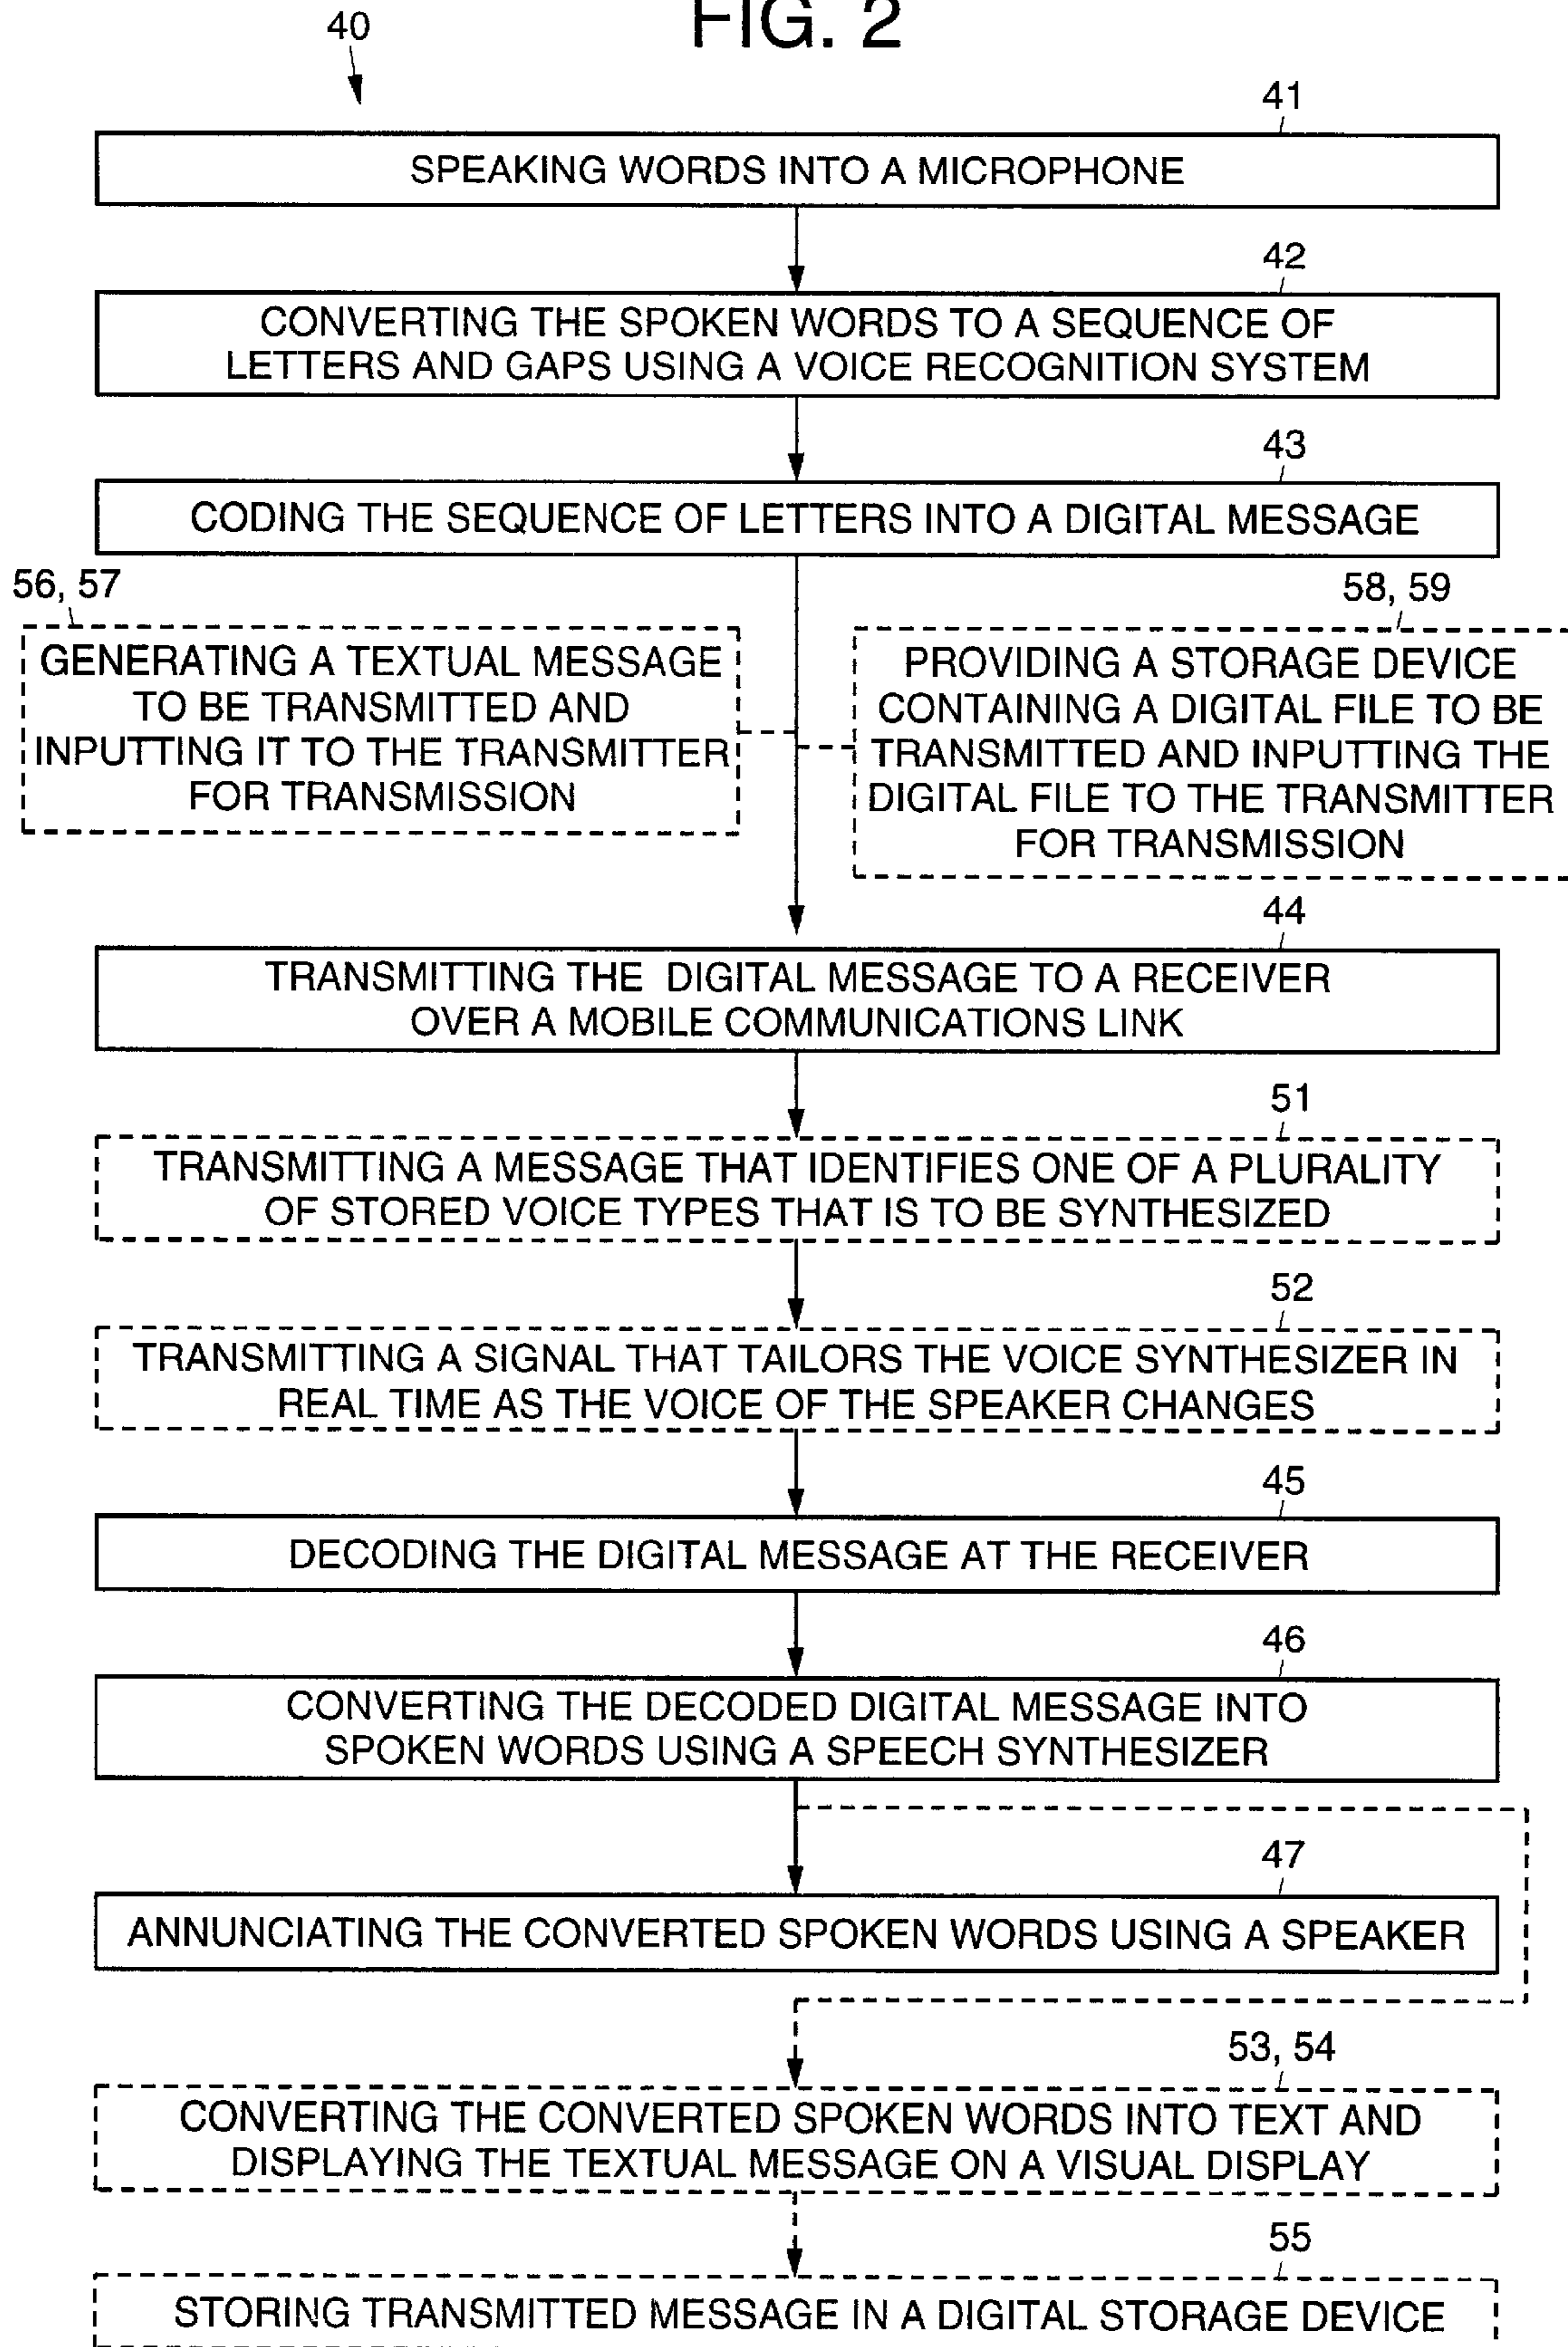 FIG. 2
40
41
SPEAKING WORDS INTO A MICROPHONE
42
CONVERTING THE SPOKEN WORDS TO A SEQUENCE OF
LETTERS AND GAPS USING A VOICE RECOGNITION SYSTEM
43
CODING THE SEQUENCE OF LETTERS INTO A DIGITAL MESSAGE
56, 57
GENERATING A TEXTUAL MESSAGE
TO BE TRANSMITTED AND
INPUTTING IT TO THE TRANSMITTER
FOR TRANSMISSION
58, 59
PROVIDING A STORAGE DEVICE
CONTAINING A DIGITAL FILE TO BE
TRANSMITTED AND INPUTTING THE
DIGITAL FILE TO THE TRANSMITTER
FOR TRANSMISSION
44
TRANSMITTING THE DIGITAL MESSAGE TO A RECEIVER
OVER A MOBILE COMMUNICATIONS LINK
51
TRANSMITTING A MESSAGE THAT IDENTIFIES ONE OF A PLURALITY
OF STORED VOICE TYPES THAT IS TO BE SYNTHESIZED
52
TRANSMITTING A SIGNAL THAT TAILORS THE VOICE SYNTHESIZER IN
REAL TIME AS THE VOICE OF THE SPEAKER CHANGES
45
DECODING THE DIGITAL MESSAGE AT THE RECEIVER
46
CONVERTING THE DECODED DIGITAL MESSAGE INTO
SPOKEN WORDS USING A SPEECH SYNTHESIZER
47
ANNUNCIATING THE CONVERTED SPOKEN WORDS USING A SPEAKER
53, 54
CONVERTING THE CONVERTED SPOKEN WORDS INTO TEXT AND
DISPLAYING THE TEXTUAL MESSAGE ON A VISUAL DISPLAY
55
STORING TRANSMITTED MESSAGE IN A DIGITAL STORAGE DEVICE